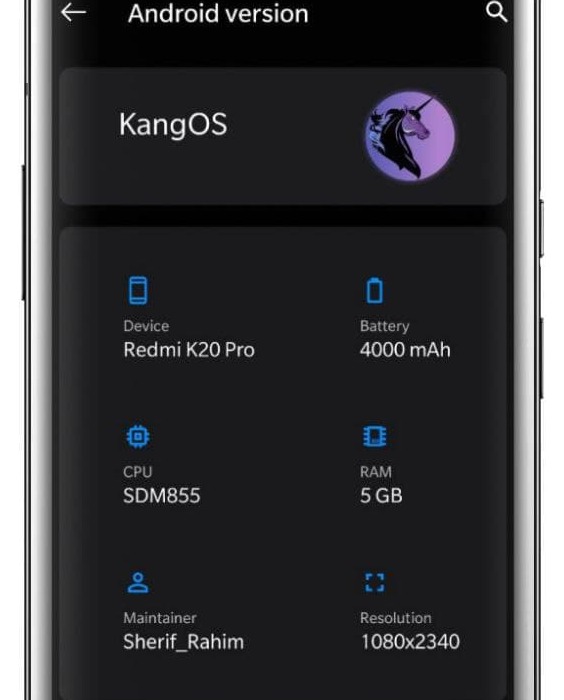 Android version
KangOS
Device
Redmi K20 Pro
Battery
4000 mAh
CPU
SDM855
RAM
5 GB
Maintainer
Sherif_Rahim
Resolution
1080x2340